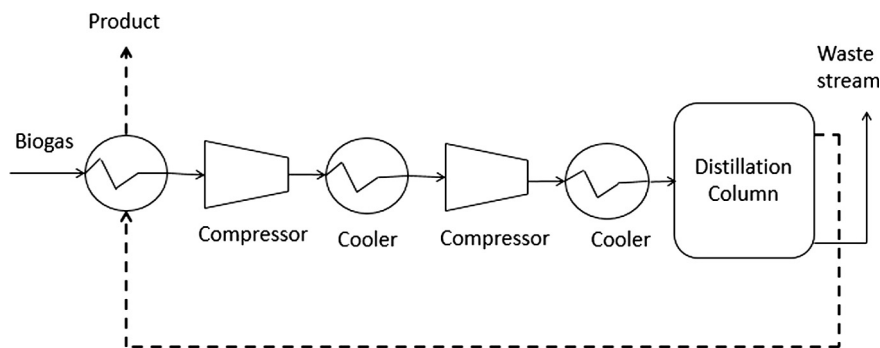 Product
Waste
stream
Biogas
Distillation
Column
Compressor
Cooler
Compressor
Cooler